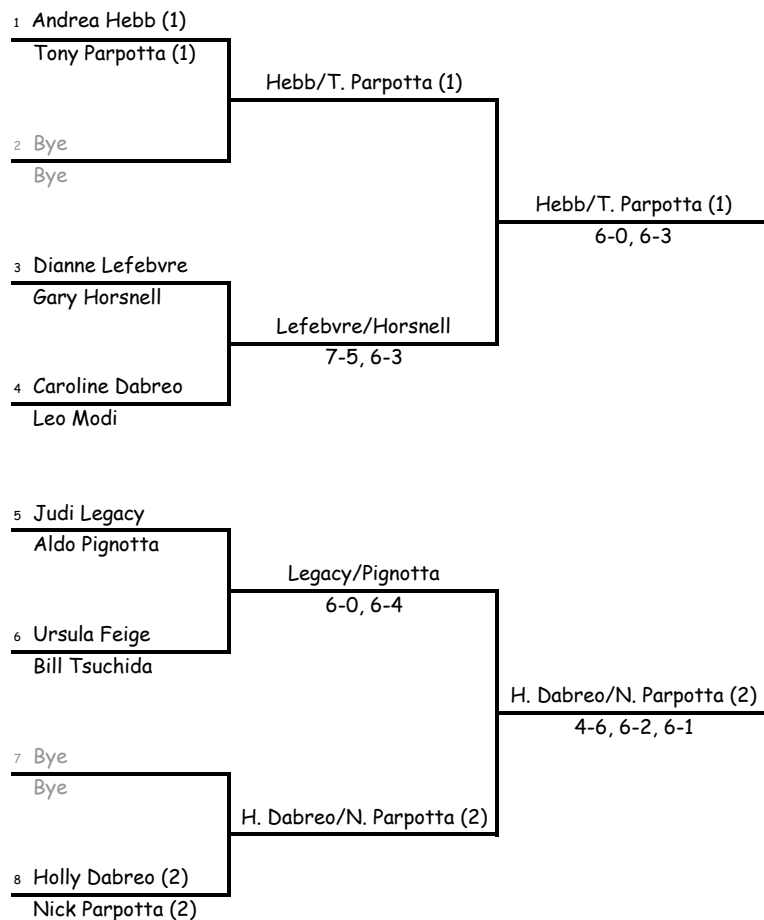 1 Andrea Hebb (1)
Tony Parpotta (1)
Hebb/T. Parpotta (1)
2 Bye
Bye
Hebb/T. Parpotta (1)
6-0, 6-3
3 Dianne Lefebvre
Gary Horsnell
Lefebvre/Horsnell
7-5, 6-3
4 Caroline Dabreo
Leo Modi
5 Judi Legacy
Aldo Pignotta
Legacy/Pignotta
6-0, 6-4
6 Ursula Feige
Bill Tsuchida
H. Dabreo/N. Parpotta (2)
4-6, 6-2, 6-1
7 Bye
Bye
H. Dabreo/N. Parpotta (2)
8 Holly Dabreo (2)
Nick Parpotta (2)